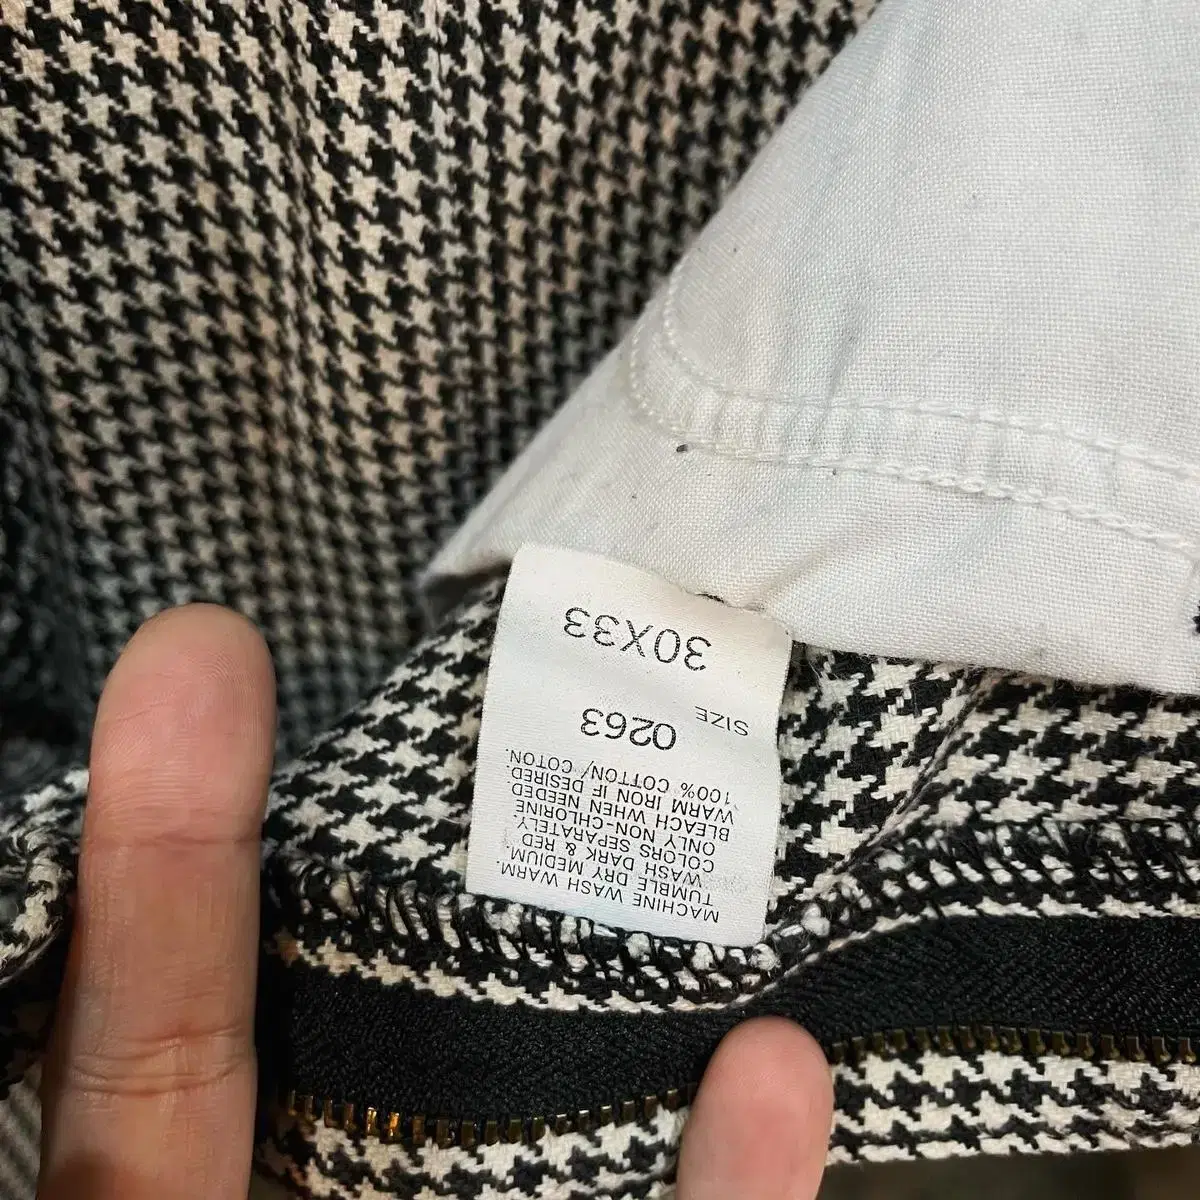 MACHINE WASH WARM.
TUMBLE DRY MEDIUM.
WASH DARK & RED
COLORS SEPARATELY.
ONLY NON-CHLORINE
BLEACH WHEN NEEDED
WARM IRON IF DESIRED.
100% COTTON/ COTON.
0263
SIZE
30X33